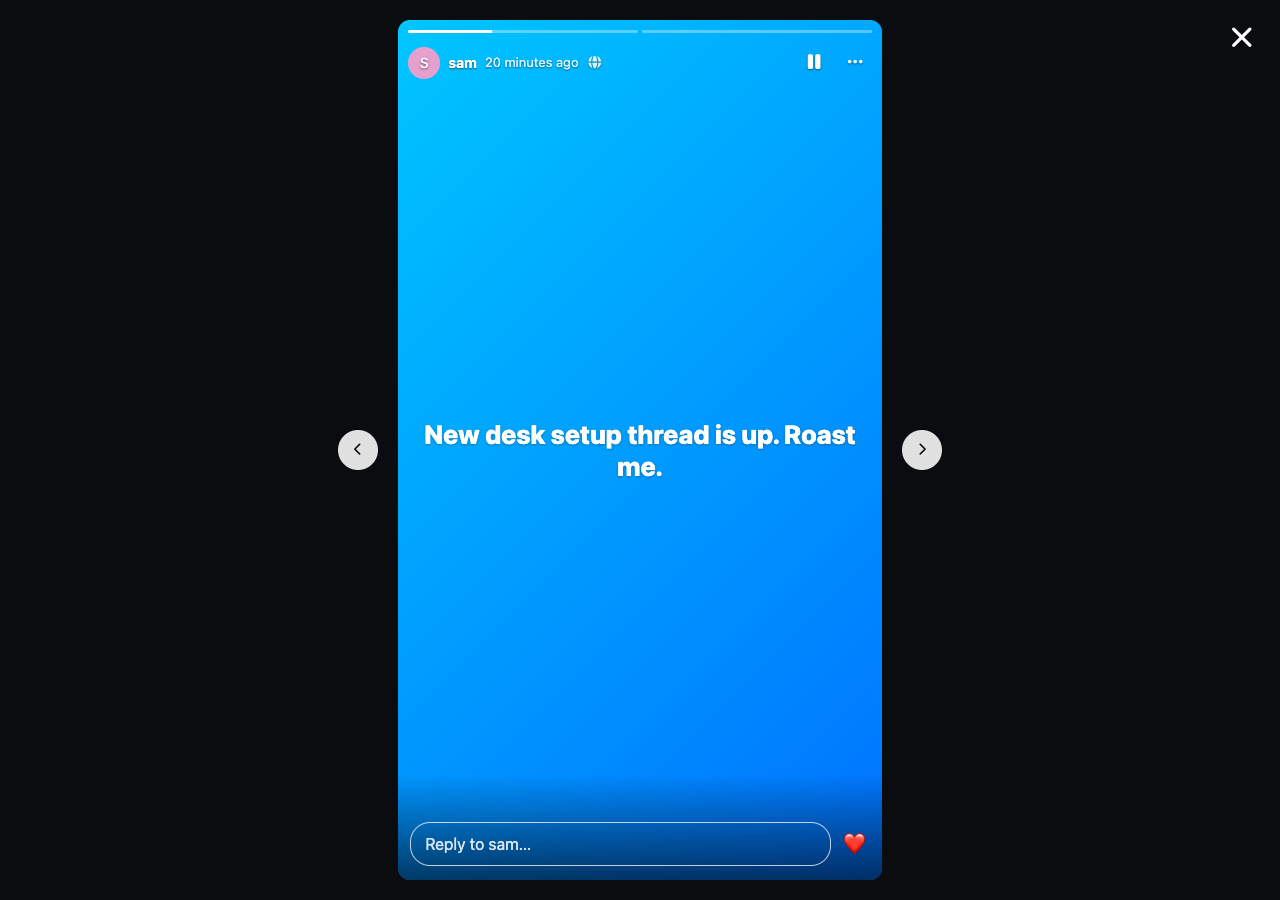 S
sam 20 minutes ago
New desk setup thread is up. Roast
me.
Reply to sam...